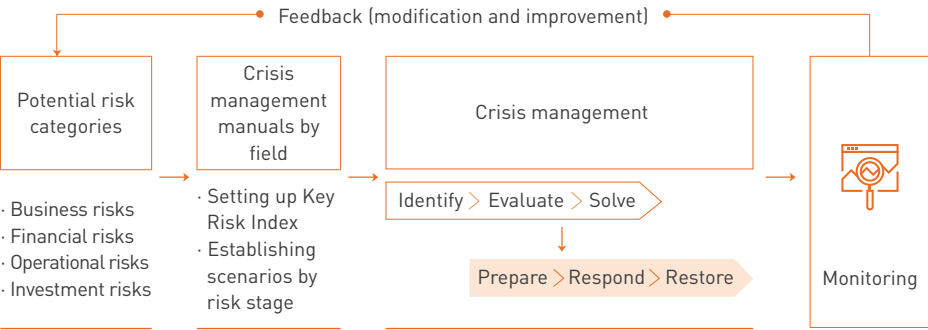 Feedback (modification and improvement)
Potential risk
categories
· Business risks
· Financial risks
· Operational risks
· Investment risks
Crisis
management
manuals by
field
· Setting up Key
Risk Index
· Establishing
scenarios by
risk stage
Crisis management
Identify > Evaluate > Solve
Prepare > Respond > Restore
Monitoring